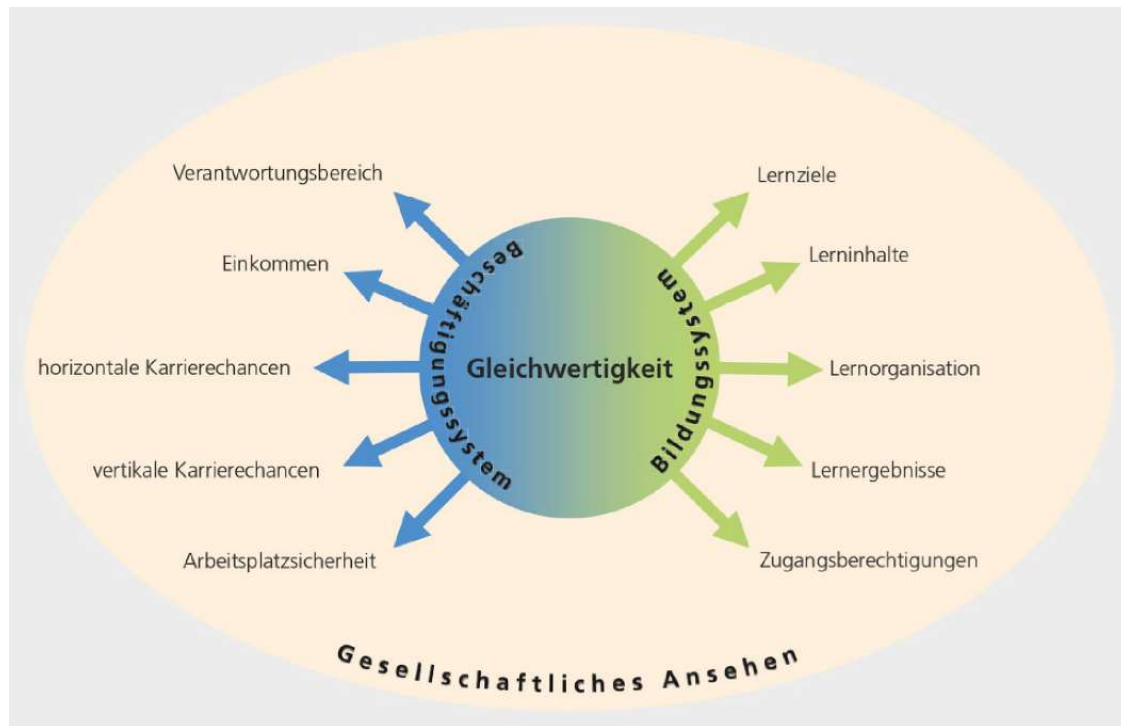 Verantwortungsbereich
Einkommen
horizontale Karrierechancen
vertikale Karrierechancen
Arbeitsplatzsicherheit
Beschäftigungssystem
Gleichwertigkeit
Bildungssystem
Lernziele
Lerninhalte
Lernorganisation
Lernergebnisse
Zugangsberechtigungen
Gesellschaftliches Ansehen